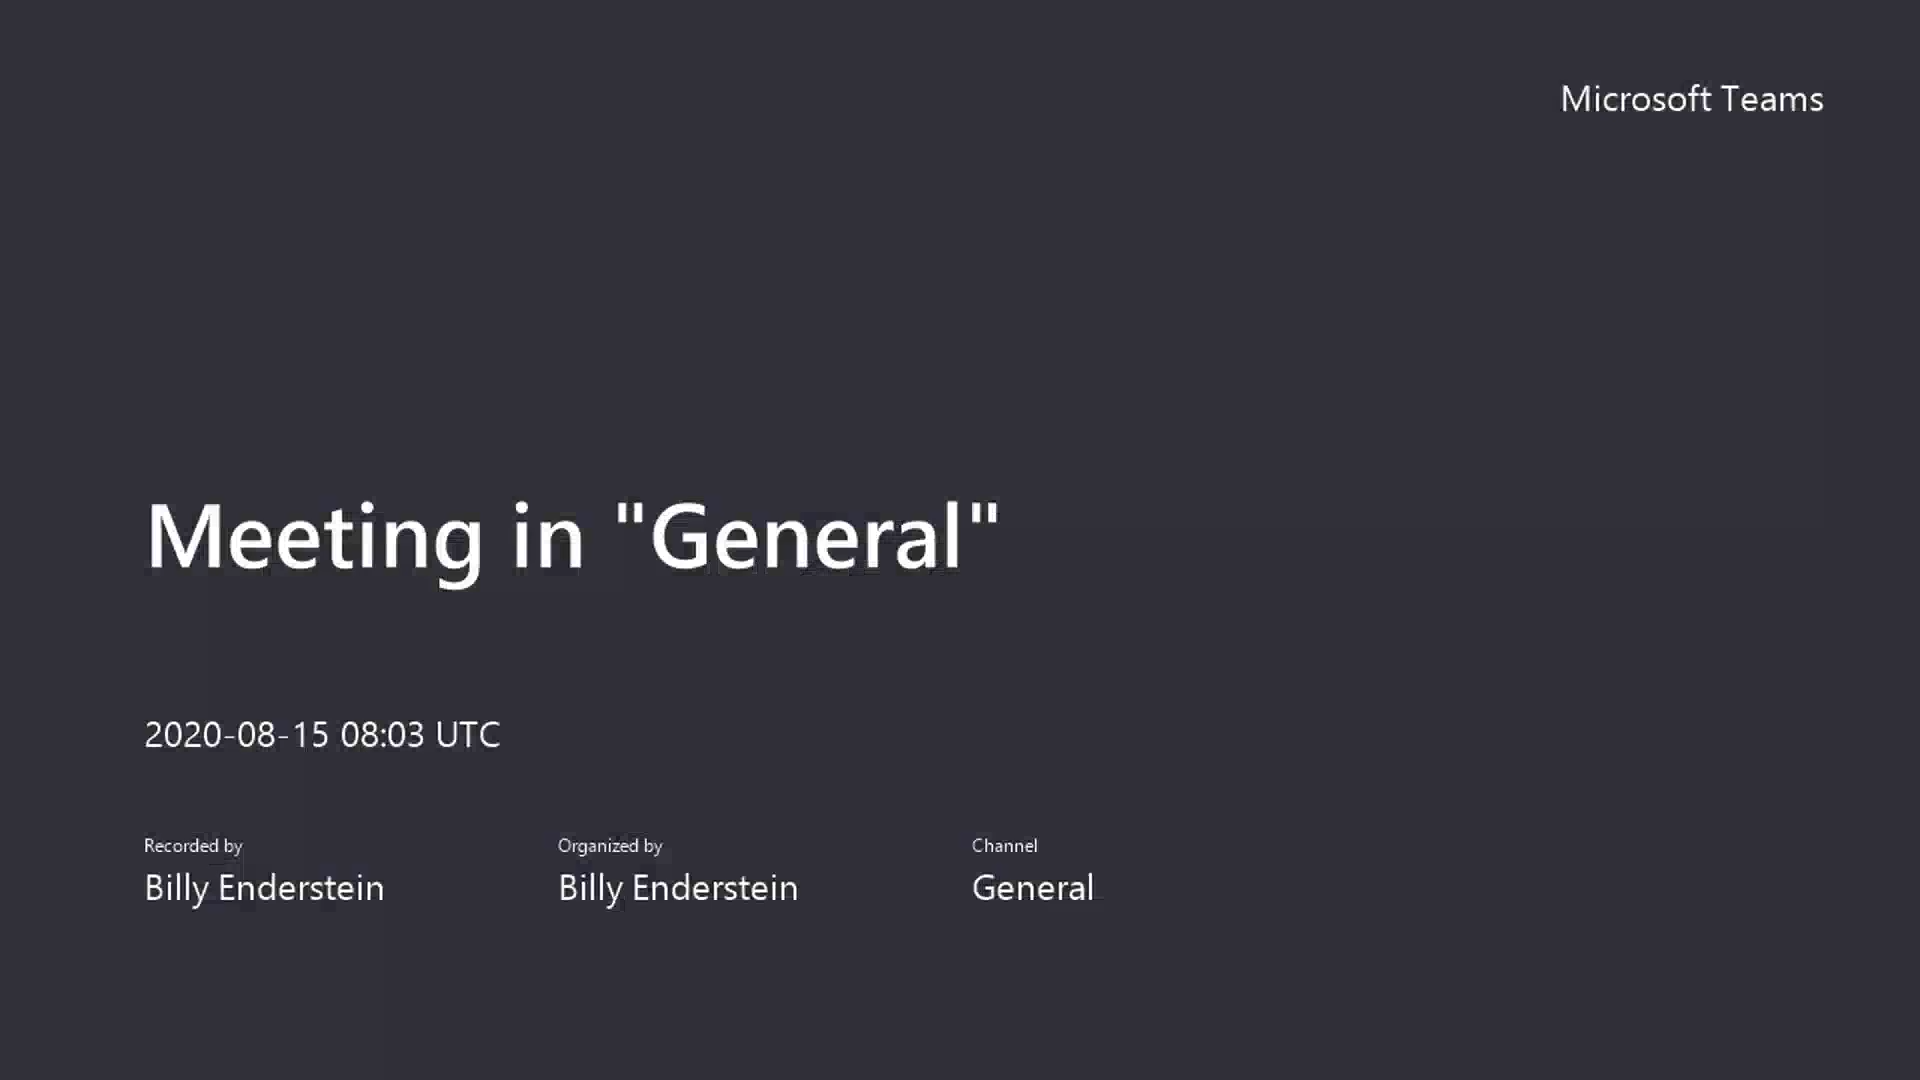 Microsoft Teams
Meeting in "General"
2020-08-15 08:03 UTC
Recorded by
Billy Enderstein
Organized by
Billy Enderstein
Channel
General